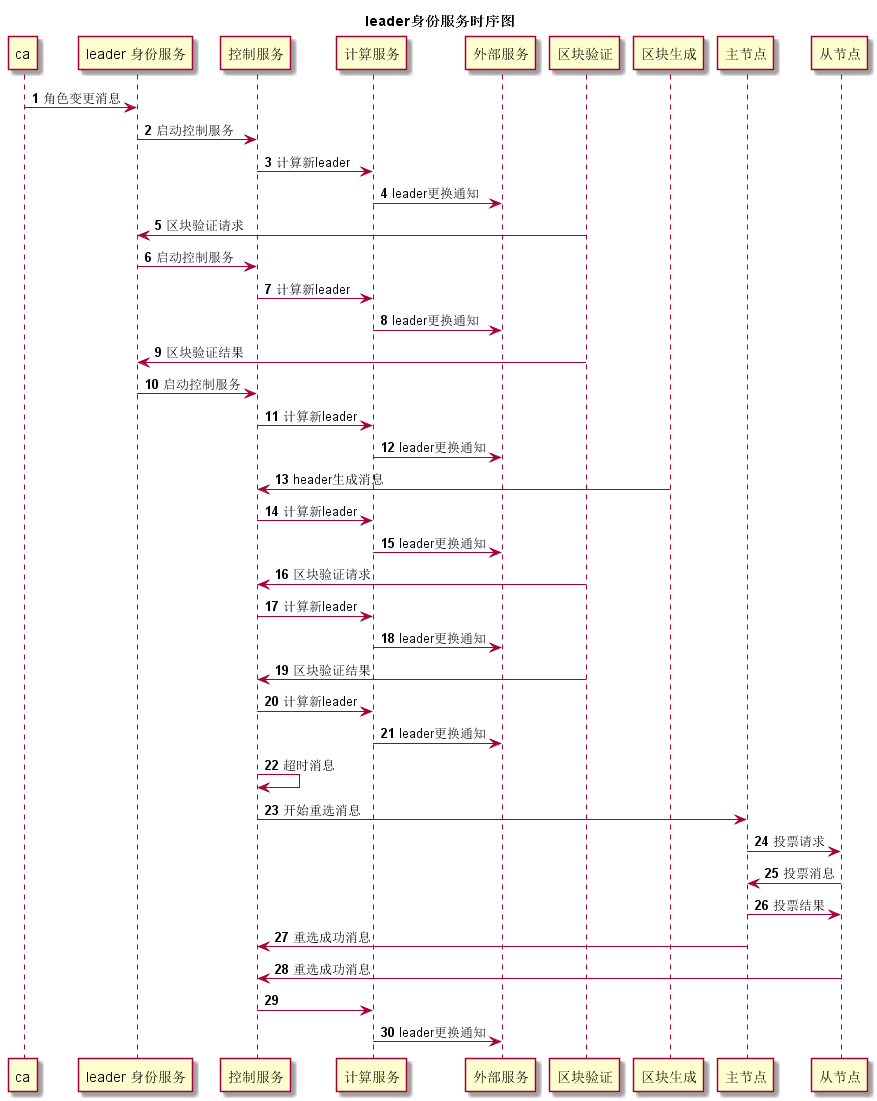 leader身份服务时序图
ca leader 身份服务 控制服务 计算服务 外部服务 区块验证 区块生成 主节点 从节点
1 角色变更消息
2 启动控制服务
3 计算新leader
4 leader更换通知
5 区块验证请求
6 启动控制服务
7 计算新leader
8 leader更换通知
9 区块验证结果
10 启动控制服务
11 计算新leader
12 leader更换通知
13 header生成消息
14 计算新leader
15 leader更换通知
16 区块验证请求
17 计算新leader
18 leader更换通知
19 区块验证结果
20 计算新leader
21 leader更换通知
22 超时消息
23 开始重选消息
24 投票请求
25 投票消息
26 投票结果
27 重选成功消息
28 重选成功消息
29
30 leader更换通知
ca leader 身份服务 控制服务 计算服务 外部服务 区块验证 区块生成 主节点 从节点